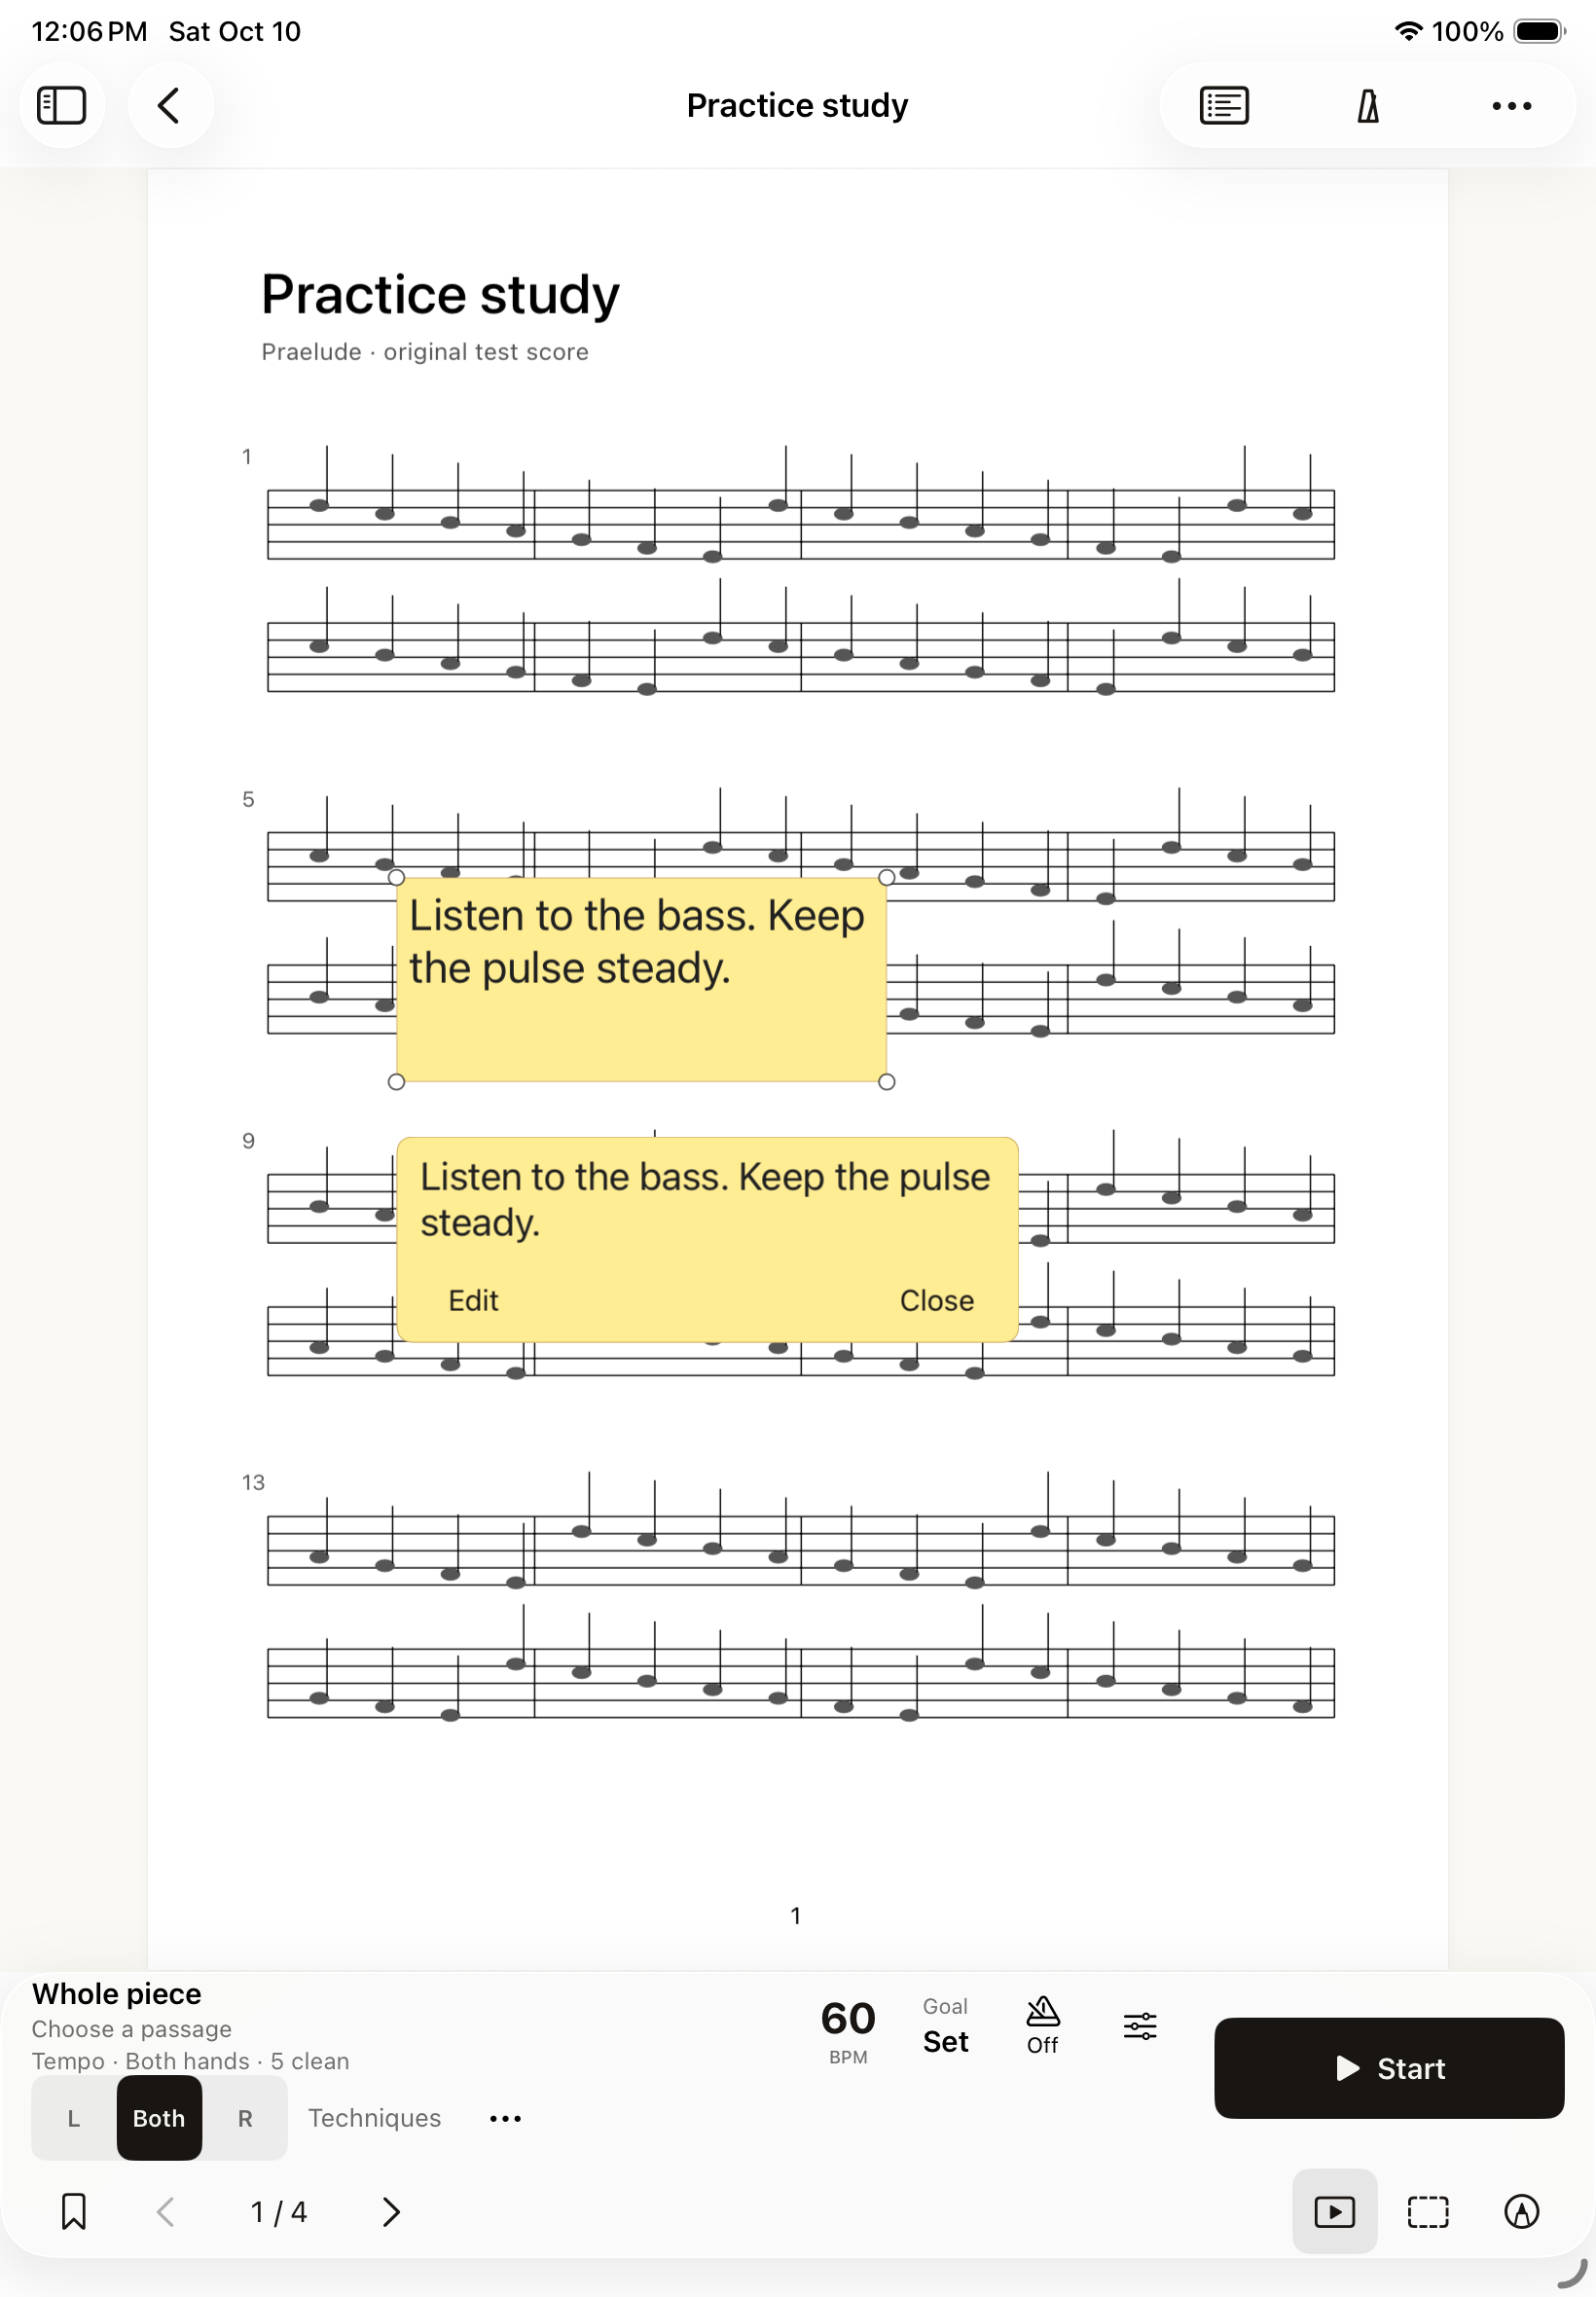 12:06 PM Sat Oct 10
100%
Practice study
Practice study
Praelude · original test score
1
5
Listen to the bass. Keep
the pulse steady.
9
Listen to the bass. Keep the pulse
steady.
Edit Close
13
1
Whole piece
Choose a passage
Tempo · Both hands · 5 clean
60
BPM
Goal
Set
Off
Start
L Both R Techniques
1 / 4